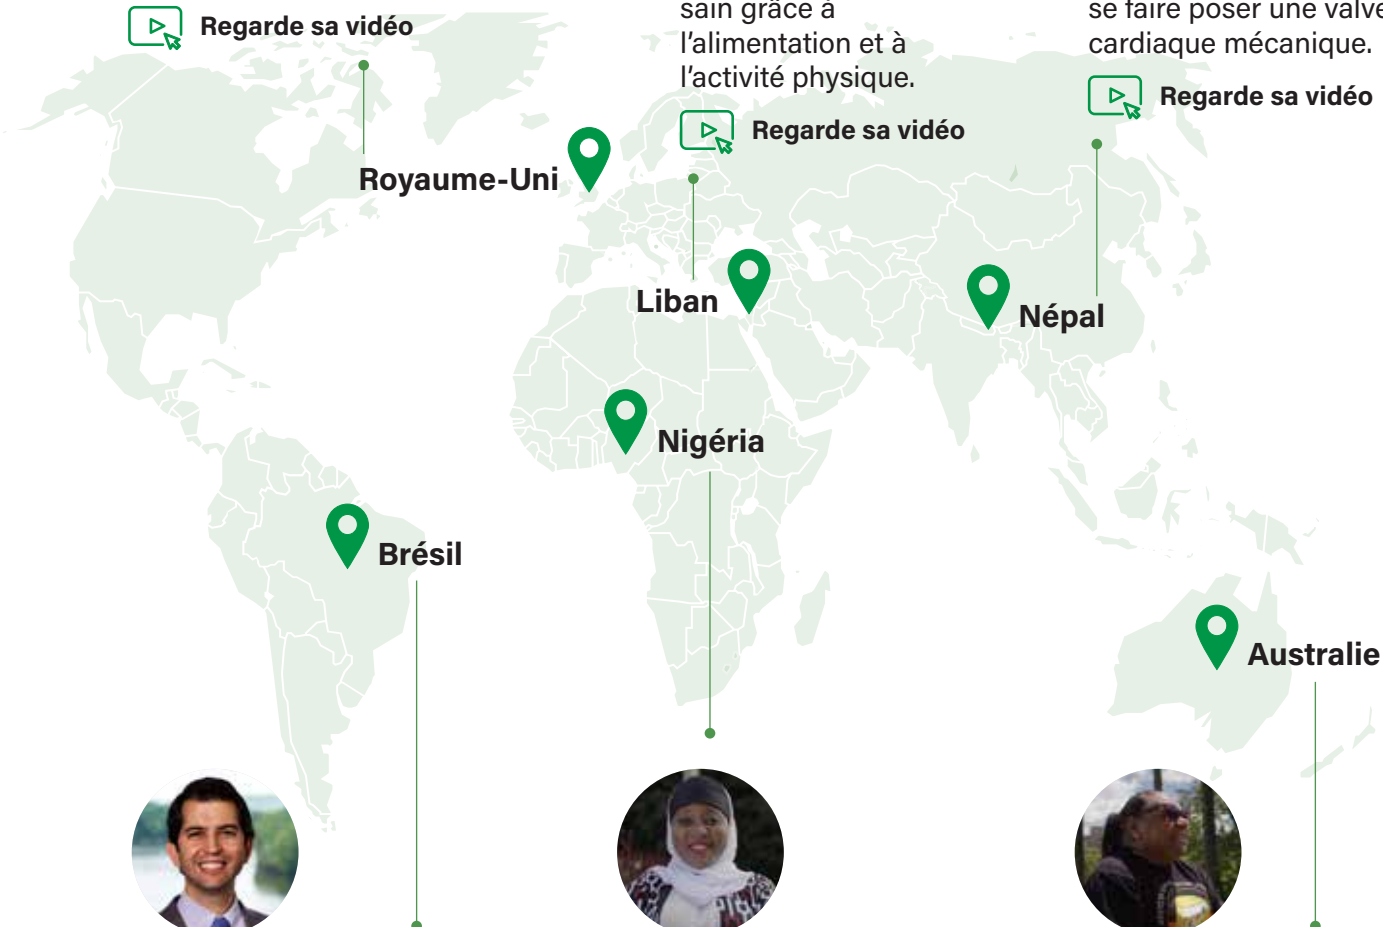 Regarde sa vidéo
sain grâce à
l'alimentation et à
l'activité physique.
Regarde sa vidéo
se faire poser une valve
cardiaque mécanique.
Regarde sa vidéo
Royaume-Uni
Liban
Népal
Nigéria
Brésil
Australie